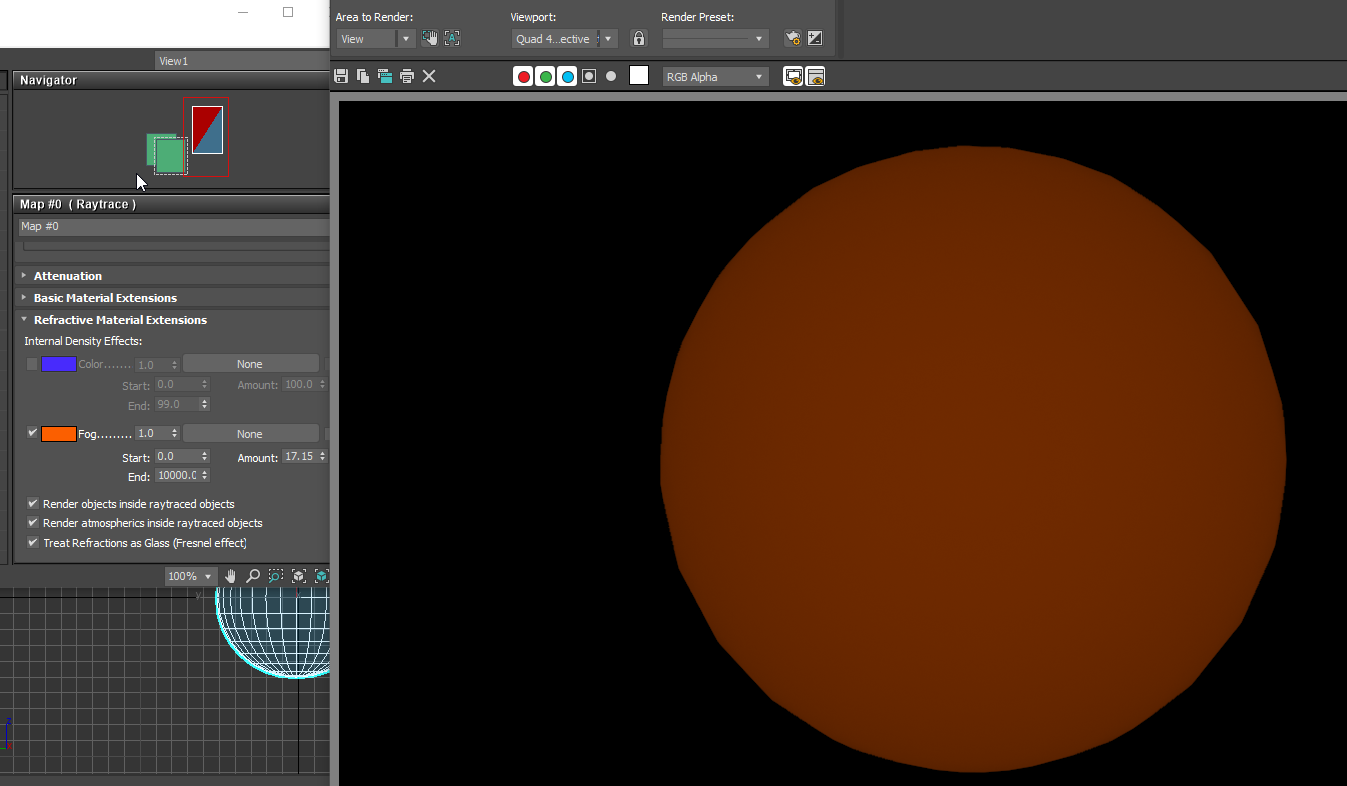 Area to Render:
Viewport:
Render Preset:
View
Quad 4...ective
View1
RGB Alpha
Navigator
Map #0 ( Raytrace )
Map #0
Attenuation
Basic Material Extensions
Refractive Material Extensions
Internal Density Effects:
Color....... 1.0 None
Start: 0.0 Amount: 100.0
End: 99.0
Fog......... 1.0 None
Start: 0.0 Amount: 17.15
End: 10000.0
Render objects inside raytraced objects
Render atmospherics inside raytraced objects
Treat Refractions as Glass (Fresnel effect)
100%
y
z